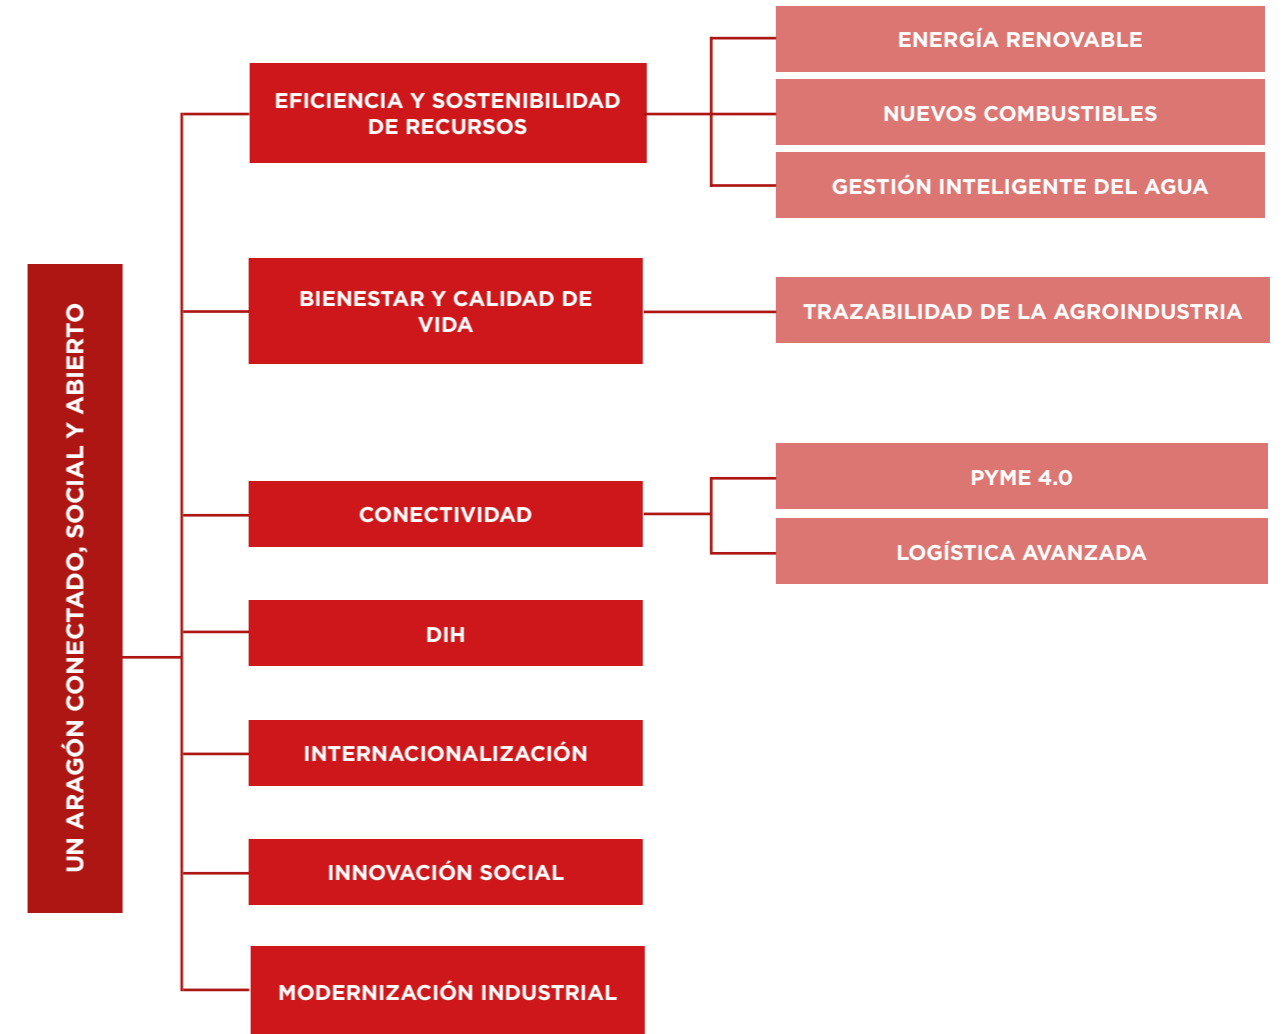 UN ARAGÓN CONECTADO, SOCIAL Y ABIERTO
EFICIENCIA Y SOSTENIBILIDAD
DE RECURSOS
ENERGÍA RENOVABLE
NUEVOS COMBUSTIBLES
GESTIÓN INTELIGENTE DEL AGUA
BIENESTAR Y CALIDAD DE
VIDA
TRAZABILIDAD DE LA AGROINDUSTRIA
CONECTIVIDAD
PYME 4.0
LOGÍSTICA AVANZADA
DIH
INTERNACIONALIZACIÓN
INNOVACIÓN SOCIAL
MODERNIZACIÓN INDUSTRIAL